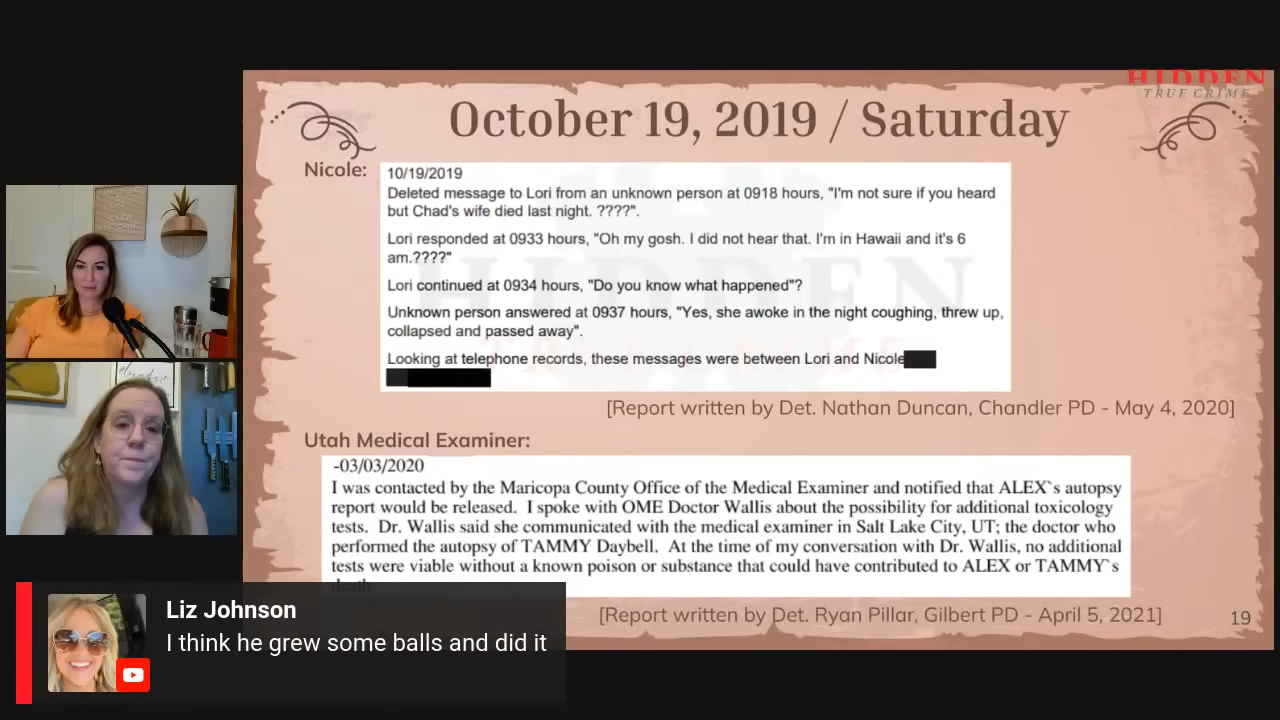 HIDDEN
TRUE CRIME
October 19, 2019 / Saturday
Nicole:
10/19/2019
Deleted message to Lori from an unknown person at 0918 hours, "I'm not sure if you heard
but Chad's wife died last night. ????".
Lori responded at 0933 hours, "Oh my gosh. I did not hear that. I'm in Hawaii and it's 6
am.????"
Lori continued at 0934 hours, "Do you know what happened"?
Unknown person answered at 0937 hours, "Yes, she awoke in the night coughing, threw up,
collapsed and passed away".
Looking at telephone records, these messages were between Lori and Nicole
[Report written by Det. Nathan Duncan, Chandler PD - May 4, 2020]
Utah Medical Examiner:
-03/03/2020
I was contacted by the Maricopa County Office of the Medical Examiner and notified that ALEX`s autopsy
report would be released.  I spoke with OME Doctor Wallis about the possibility for additional toxicology
tests.  Dr. Wallis said she communicated with the medical examiner in Salt Lake City, UT; the doctor who
performed the autopsy of TAMMY Daybell.  At the time of my conversation with Dr. Wallis, no additional
tests were viable without a known poison or substance that could have contributed to ALEX or TAMMY`s
death
[Report written by Det. Ryan Pillar, Gilbert PD - April 5, 2021]
19
Liz Johnson
I think he grew some balls and did it